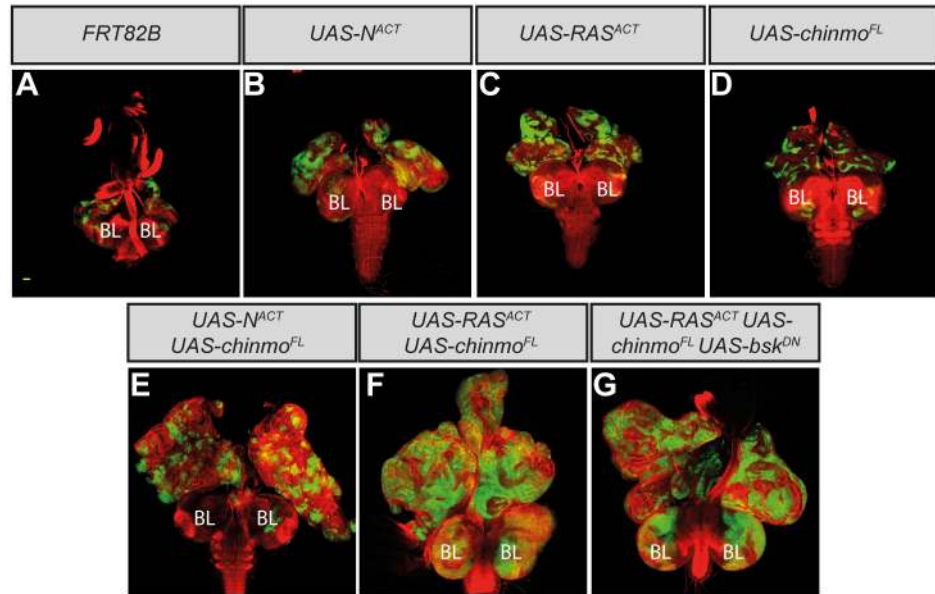 FRT82B
UAS-N^ACT
UAS-RAS^ACT
UAS-chinmo^FL
A
B
C
D
BL BL
BL BL
BL BL
BL BL
UAS-N^ACT
UAS-chinmo^FL
UAS-RAS^ACT
UAS-chinmo^FL
UAS-RAS^ACT UAS-
chinmo^FL UAS-bsk^DN
E
F
G
BL BL
BL BL
BL BL